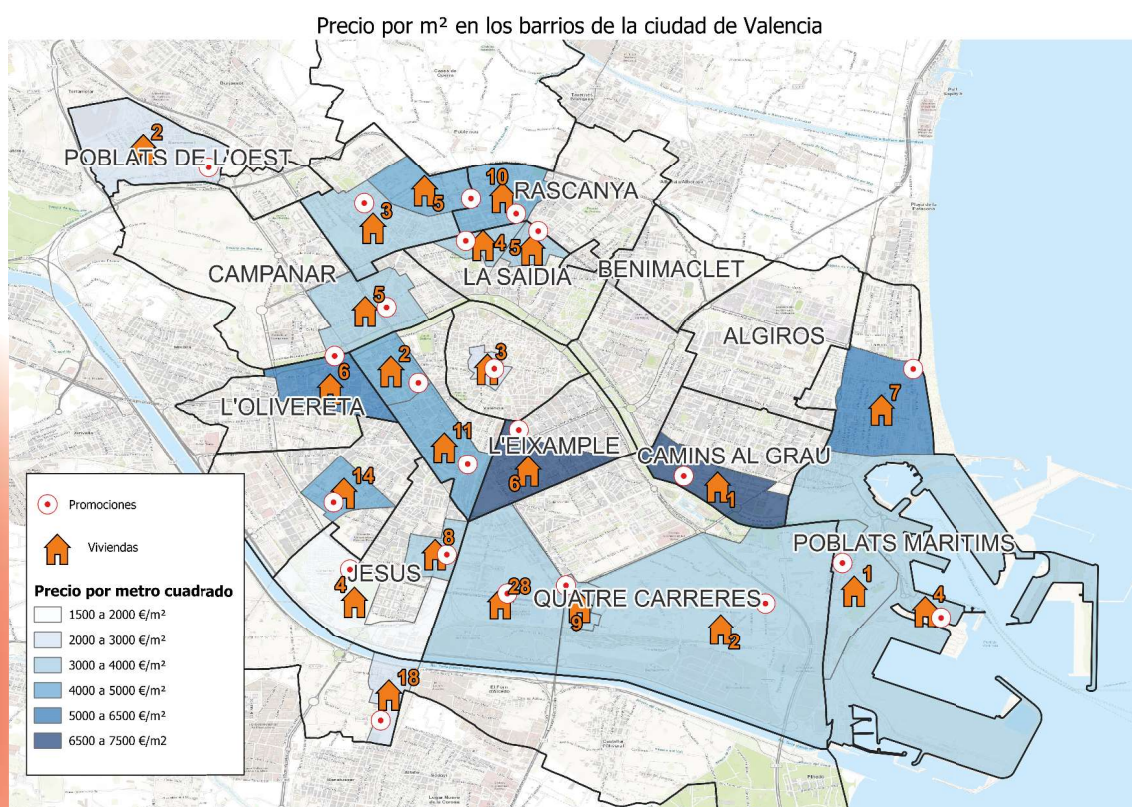 Precio por m² en los barrios de la ciudad de Valencia
2
POBLATS DE L'OEST
10
RASCANYA
5
3
4
5
LA SAIDIA
BENIMACLET
CAMPANAR
5
ALGIROS
2
3
6
L'OLIVERETA
7
11
L'EIXAMPLE
CAMINS AL GRAU
6
1
14
8
JESUS
4
POBLATS MARITIMS
28
QUATRE CARRERES
9
2
1
4
18
Promociones
Viviendas
Precio por metro cuadrado
1500 a 2000 €/m²
2000 a 3000 €/m²
3000 a 4000 €/m²
4000 a 5000 €/m²
5000 a 6500 €/m²
6500 a 7500 €/m2